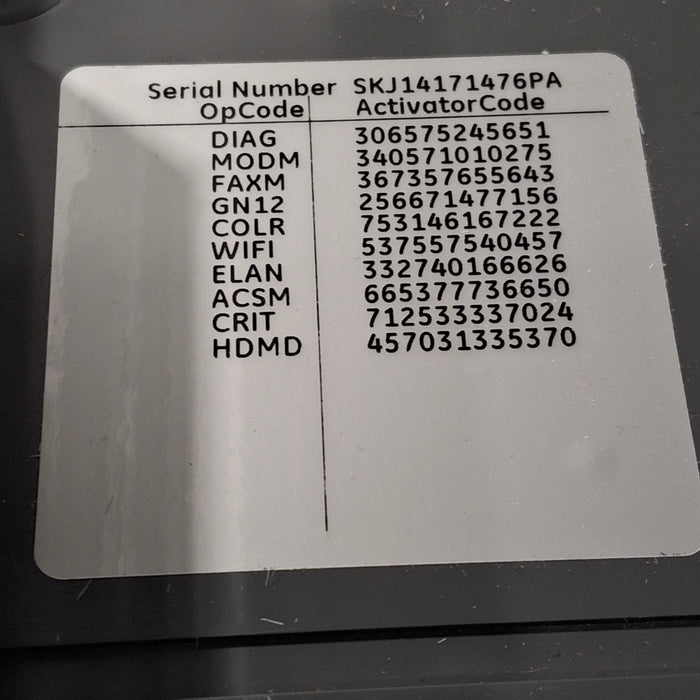 Serial Number SKJ14171476PA
OpCode ActivatorCode
DIAG 306575245651
MODM 340571010275
FAXM 367357655643
GN12 256671477156
COLR 753146167222
WIFI 537557540457
ELAN 332740166626
ACSM 665377736650
CRIT 712533337024
HDMD 457031335370